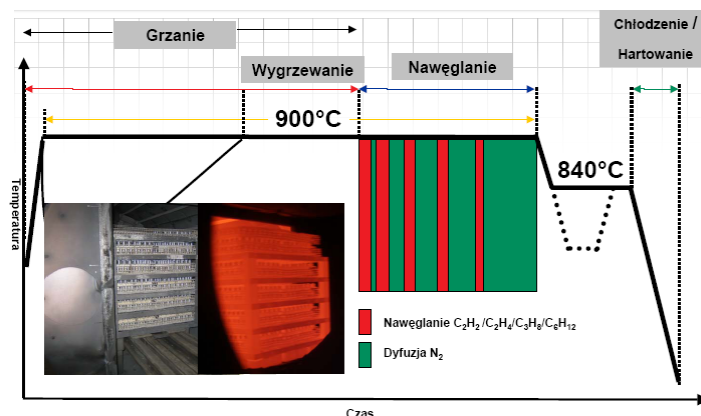 Grzanie
Chłodzenie /
Hartowanie
Wygrzewanie
Nawęglanie
900°C
840°C
Temperatura
Nawęglanie C₂H₂ /C₂H₄/C₃H₈/C₆H₁₂
Dyfuzja N₂
Czas